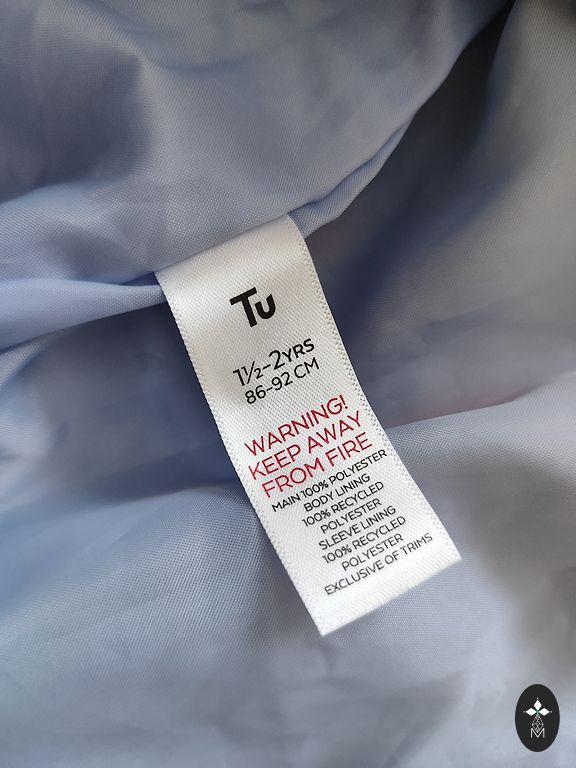 Tu
1½-2YRS
86-92 CM
WARNING!
KEEP AWAY
FROM FIRE
MAIN 100% POLYESTER
BODY LINING
100% RECYCLED
POLYESTER
SLEEVE LINING
100% RECYCLED
POLYESTER
EXCLUSIVE OF TRIMS
M